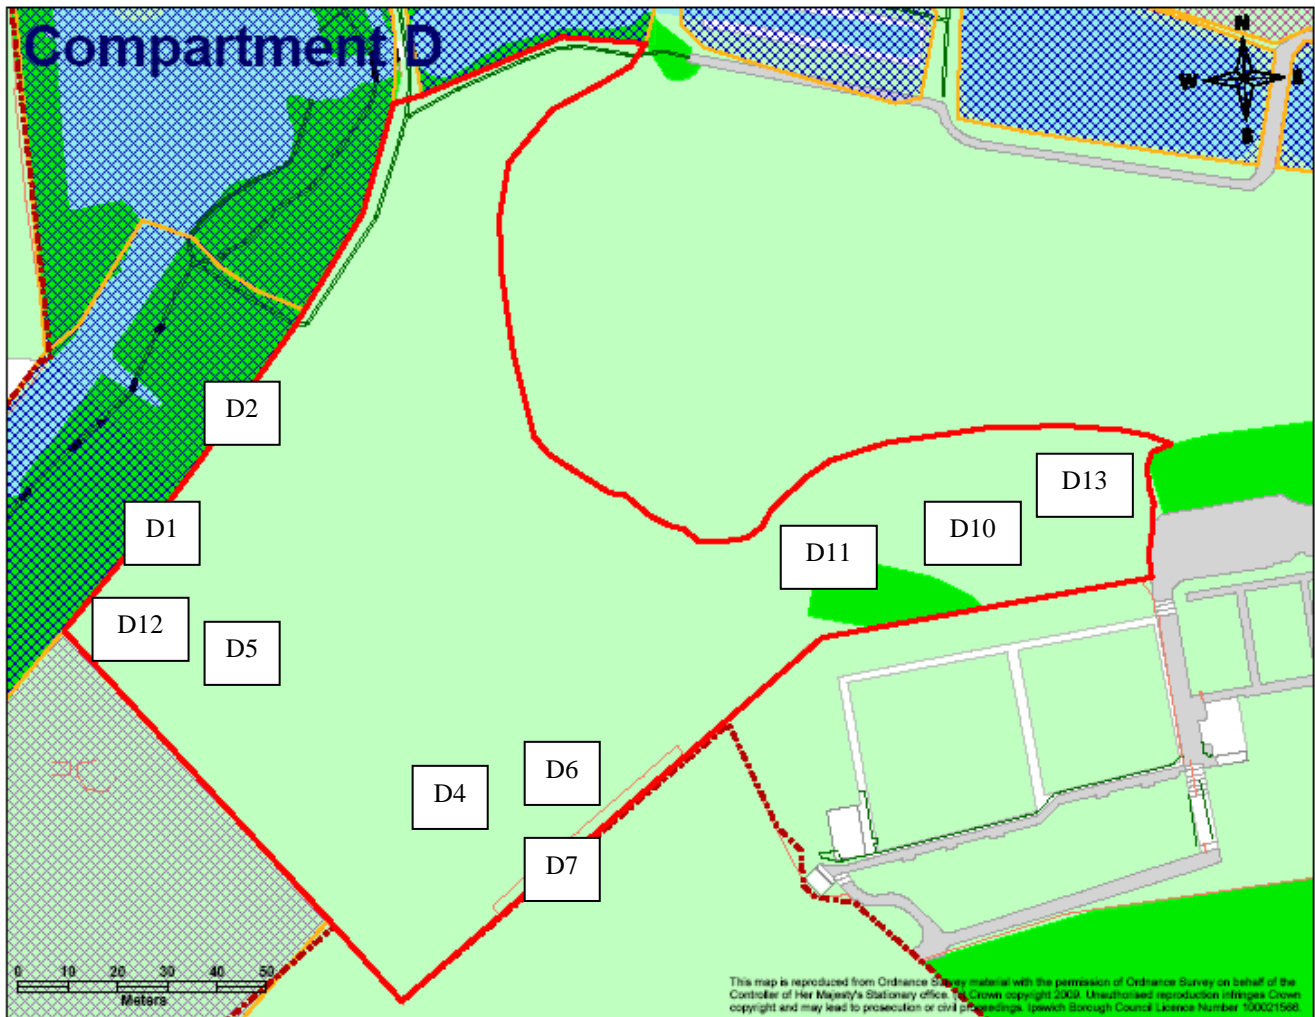 Compartment D
N
W
E
S
D2
D13
D1
D10
D11
D12
D5
D6
D4
D7
0 10 20 30 40 50
Meters
This map is reproduced from Ordnance Survey material with the permission of Ordnance Survey on behalf of the
Controller of Her Majesty's Stationary office. Crown copyright 2009. Unauthorised reproduction infringes Crown
copyright and may lead to prosecution or civil proceedings. Ipswich Borough Council Licence Number 100021566